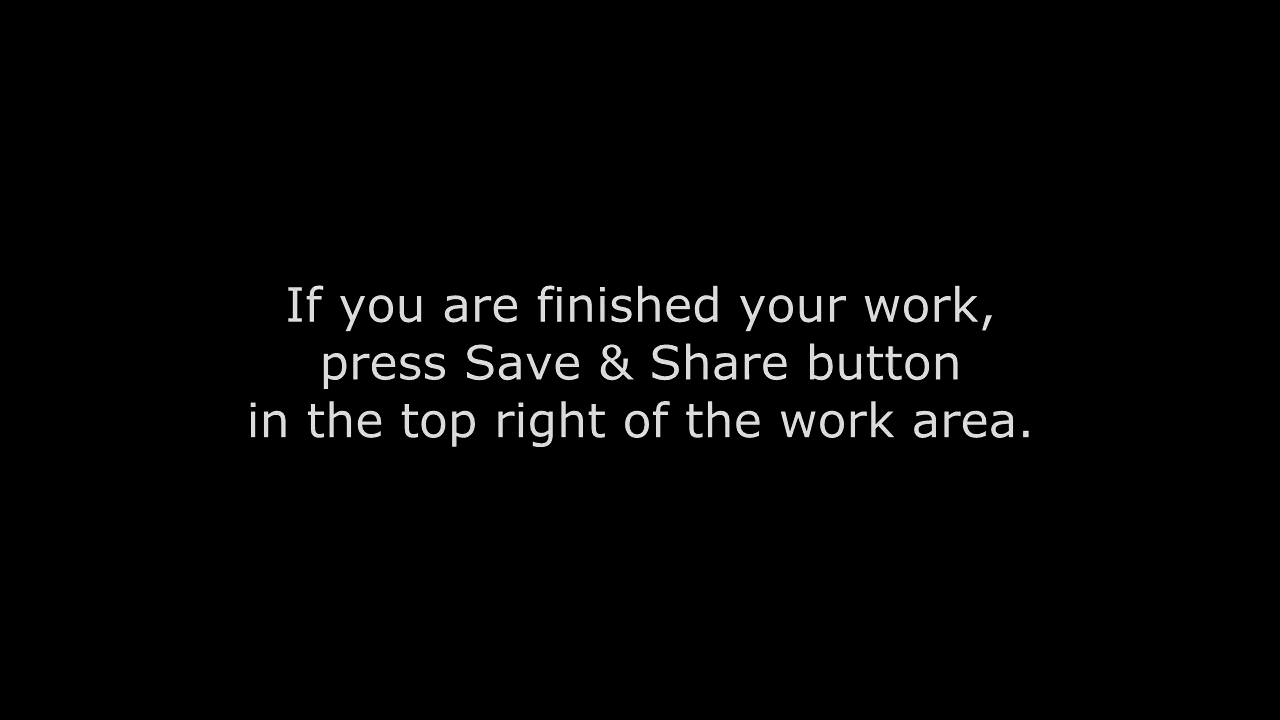 If you are finished your work,
press Save & Share button
in the top right of the work area.